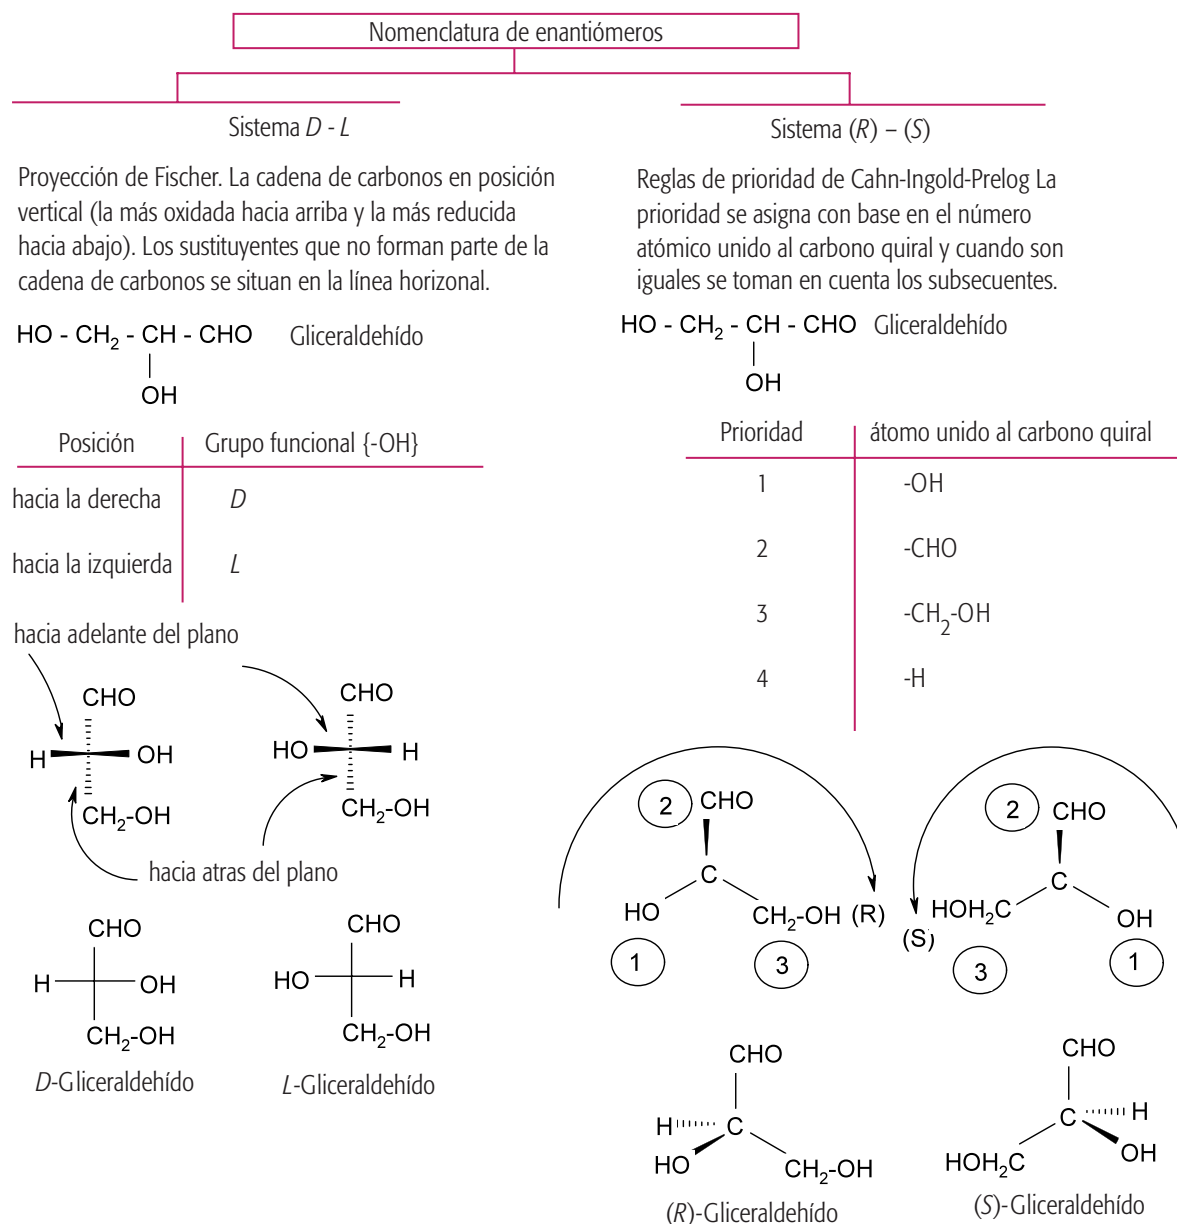 Nomenclatura de enantiómeros
Sistema D - L
Proyección de Fischer. La cadena de carbonos en posición
vertical (la más oxidada hacia arriba y la más reducida
hacia abajo). Los sustituyentes que no forman parte de la
cadena de carbonos se situan en la línea horizonal.
HO - CH2 - CH - CHO Gliceraldehído
OH
Posición Grupo funcional {-OH}
hacia la derecha D
hacia la izquierda L
hacia adelante del plano
CHO
H OH
CH2-OH
CHO
HO H
CH2-OH
hacia atras del plano
CHO
H OH
CH2-OH
D-Gliceraldehído
CHO
HO H
CH2-OH
L-Gliceraldehído
Sistema (R) – (S)
Reglas de prioridad de Cahn-Ingold-Prelog La
prioridad se asigna con base en el número
atómico unido al carbono quiral y cuando son
iguales se toman en cuenta los subsecuentes.
HO - CH2 - CH - CHO Gliceraldehído
OH
Prioridad átomo unido al carbono quiral
1 -OH
2 -CHO
3 -CH2-OH
4 -H
2 CHO
C
HO CH2-OH (R)
1 3
2 CHO
C
(S) HOH2C OH
3 1
CHO
H C
HO CH2-OH
(R)-Gliceraldehído
CHO
C H
HOH2C OH
(S)-Gliceraldehído